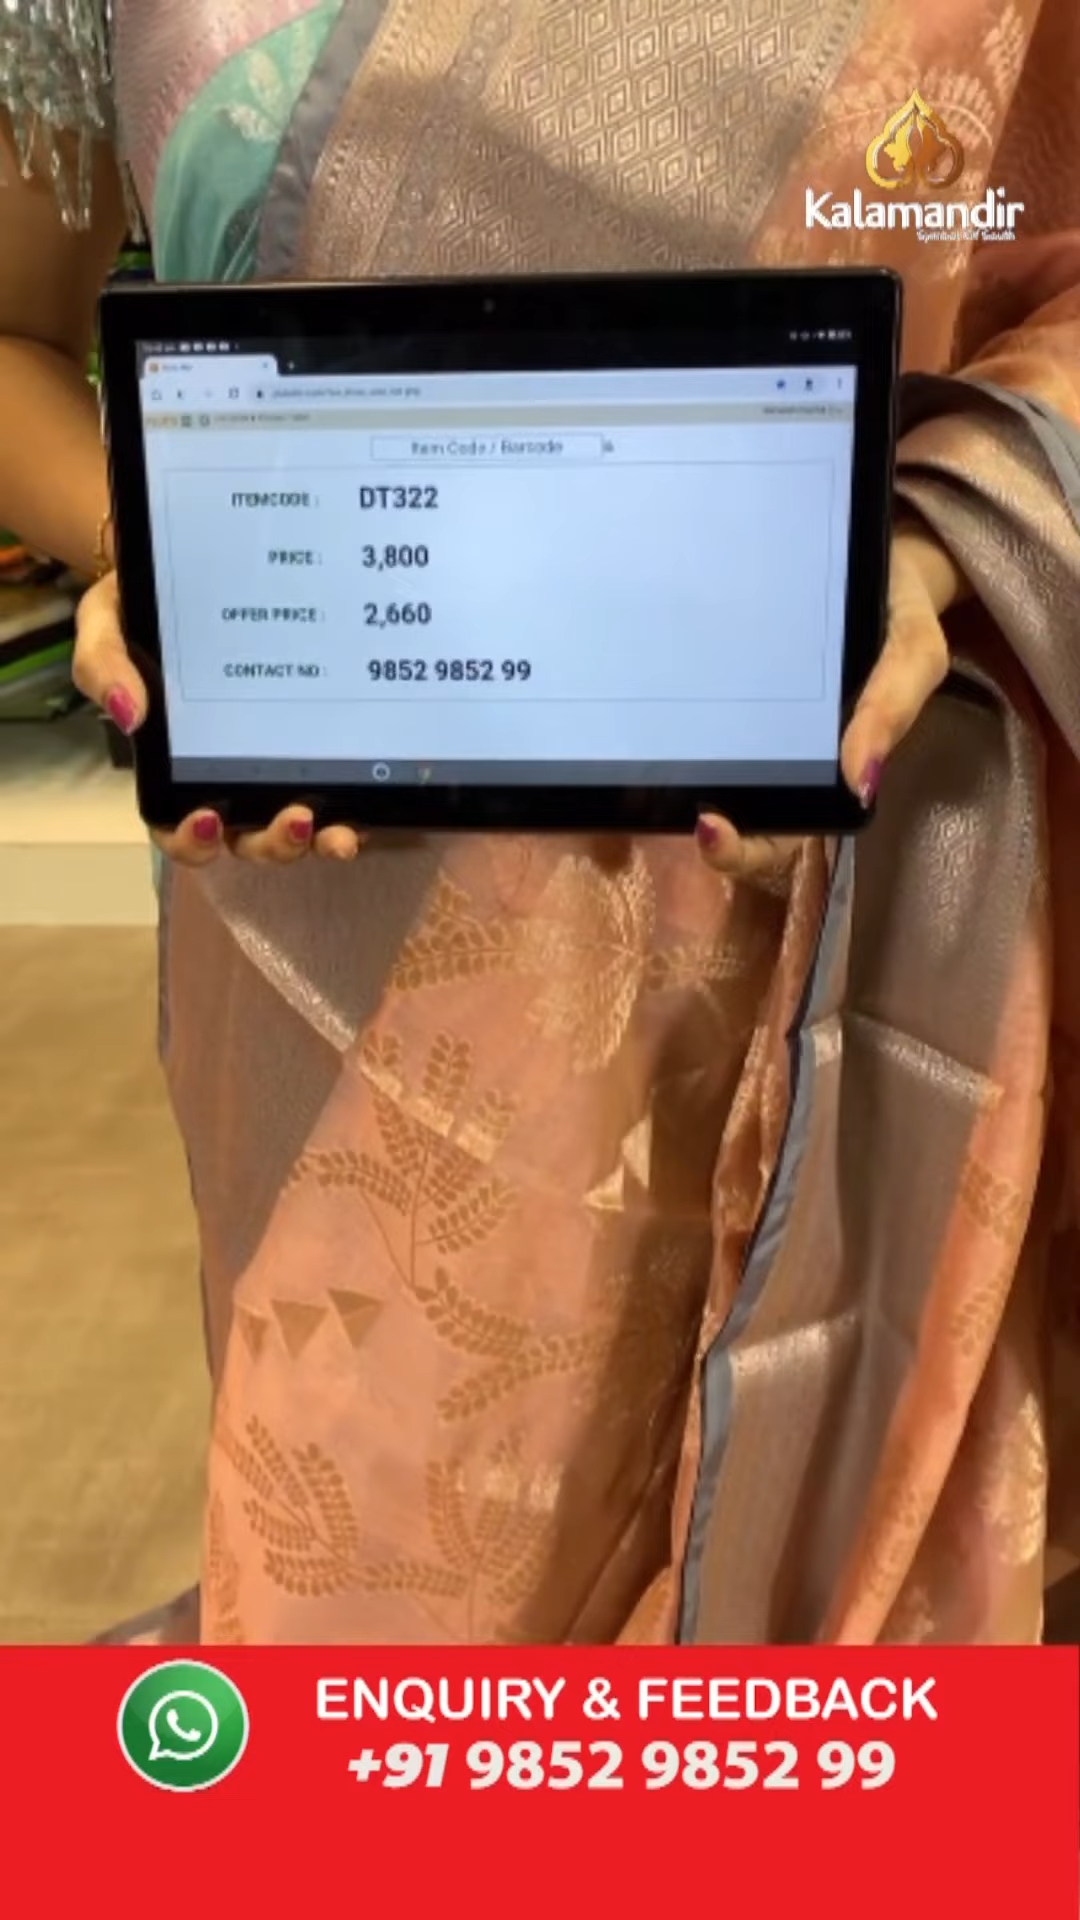 Kalamandir
Item Code / Barcode
ITEMCODE : DT322
PRICE : 3,800
OFFER PRICE : 2,660
CONTACT NO : 9852 9852 99
ENQUIRY & FEEDBACK
+91 9852 9852 99